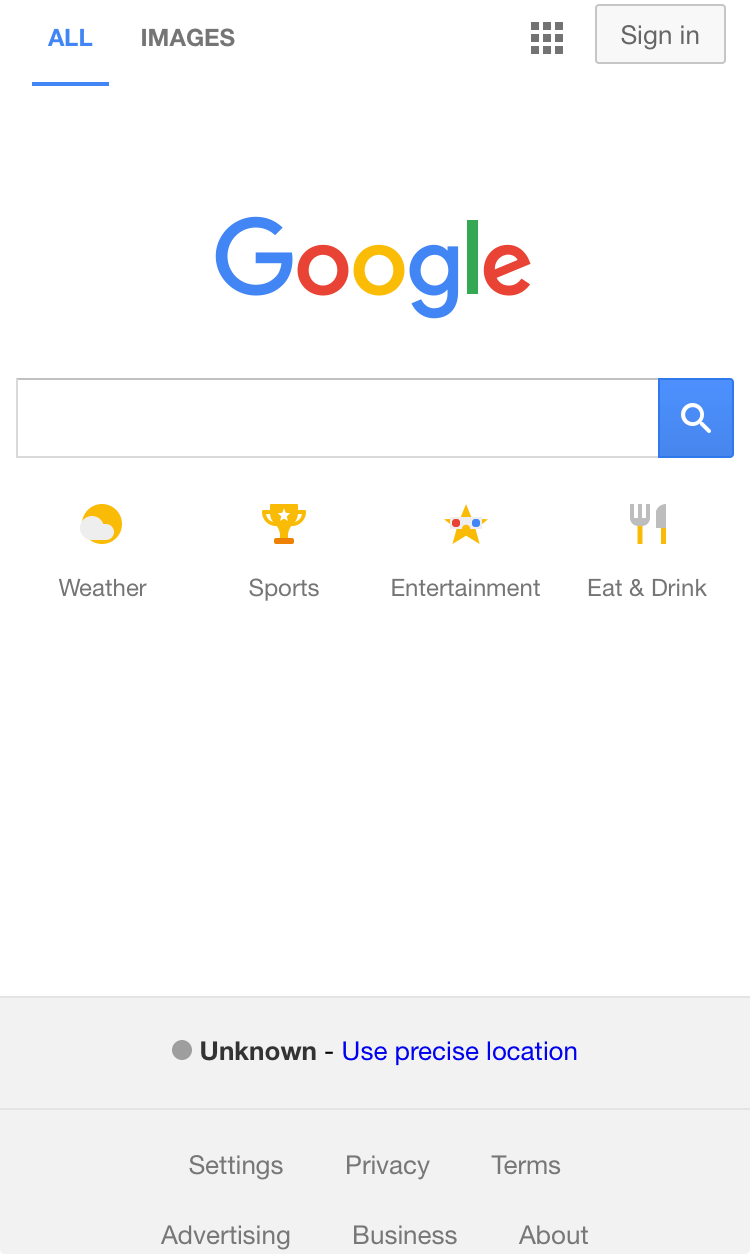 ALL IMAGES Sign in
Google
Weather Sports Entertainment Eat & Drink
Unknown - Use precise location
Settings Privacy Terms
Advertising Business About